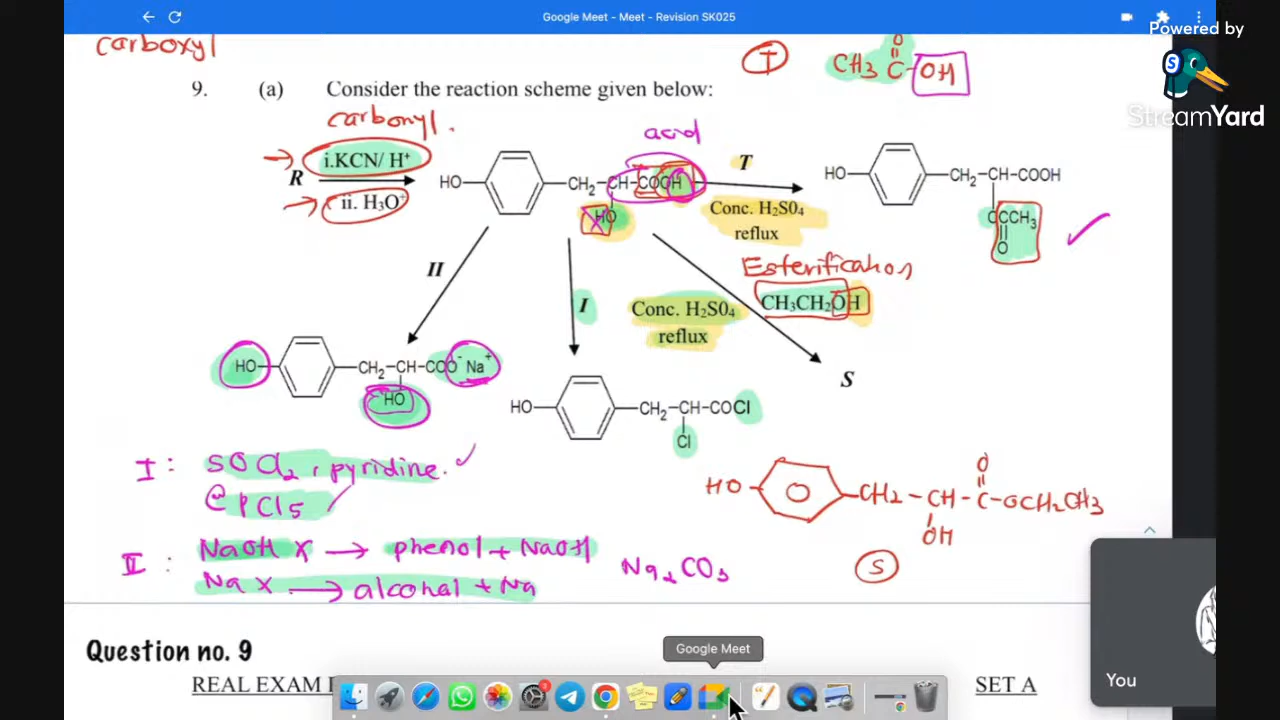 Google Meet - Meet - Revision SK025
Powered by
StreamYard
carboxyl
I
O
CH3 C-OH
9. (a) Consider the reaction scheme given below:
carbonyl.
acid
i.KCN/ H⁺
R
ii. H₃O⁺
HO CH₂-CH-COOH
HO
T
Conc. H₂SO₄
reflux
HO CH₂-CH-COOH
OCCH₃
O
II
I
Esterification
Conc. H₂SO₄
reflux
CH₃CH₂OH
S
HO CH₂-CH-COO⁻Na⁺
HO
HO CH₂-CH-COCl
Cl
I : SOCl2, pyridine.
@ PCl5
II : NaOH x → phenol + NaOH
Na x → alcohol + Na
Na2CO3
O
HO CH2-CH-C-OCH2CH3
OH
S
Question no. 9
Google Meet
SET A
You